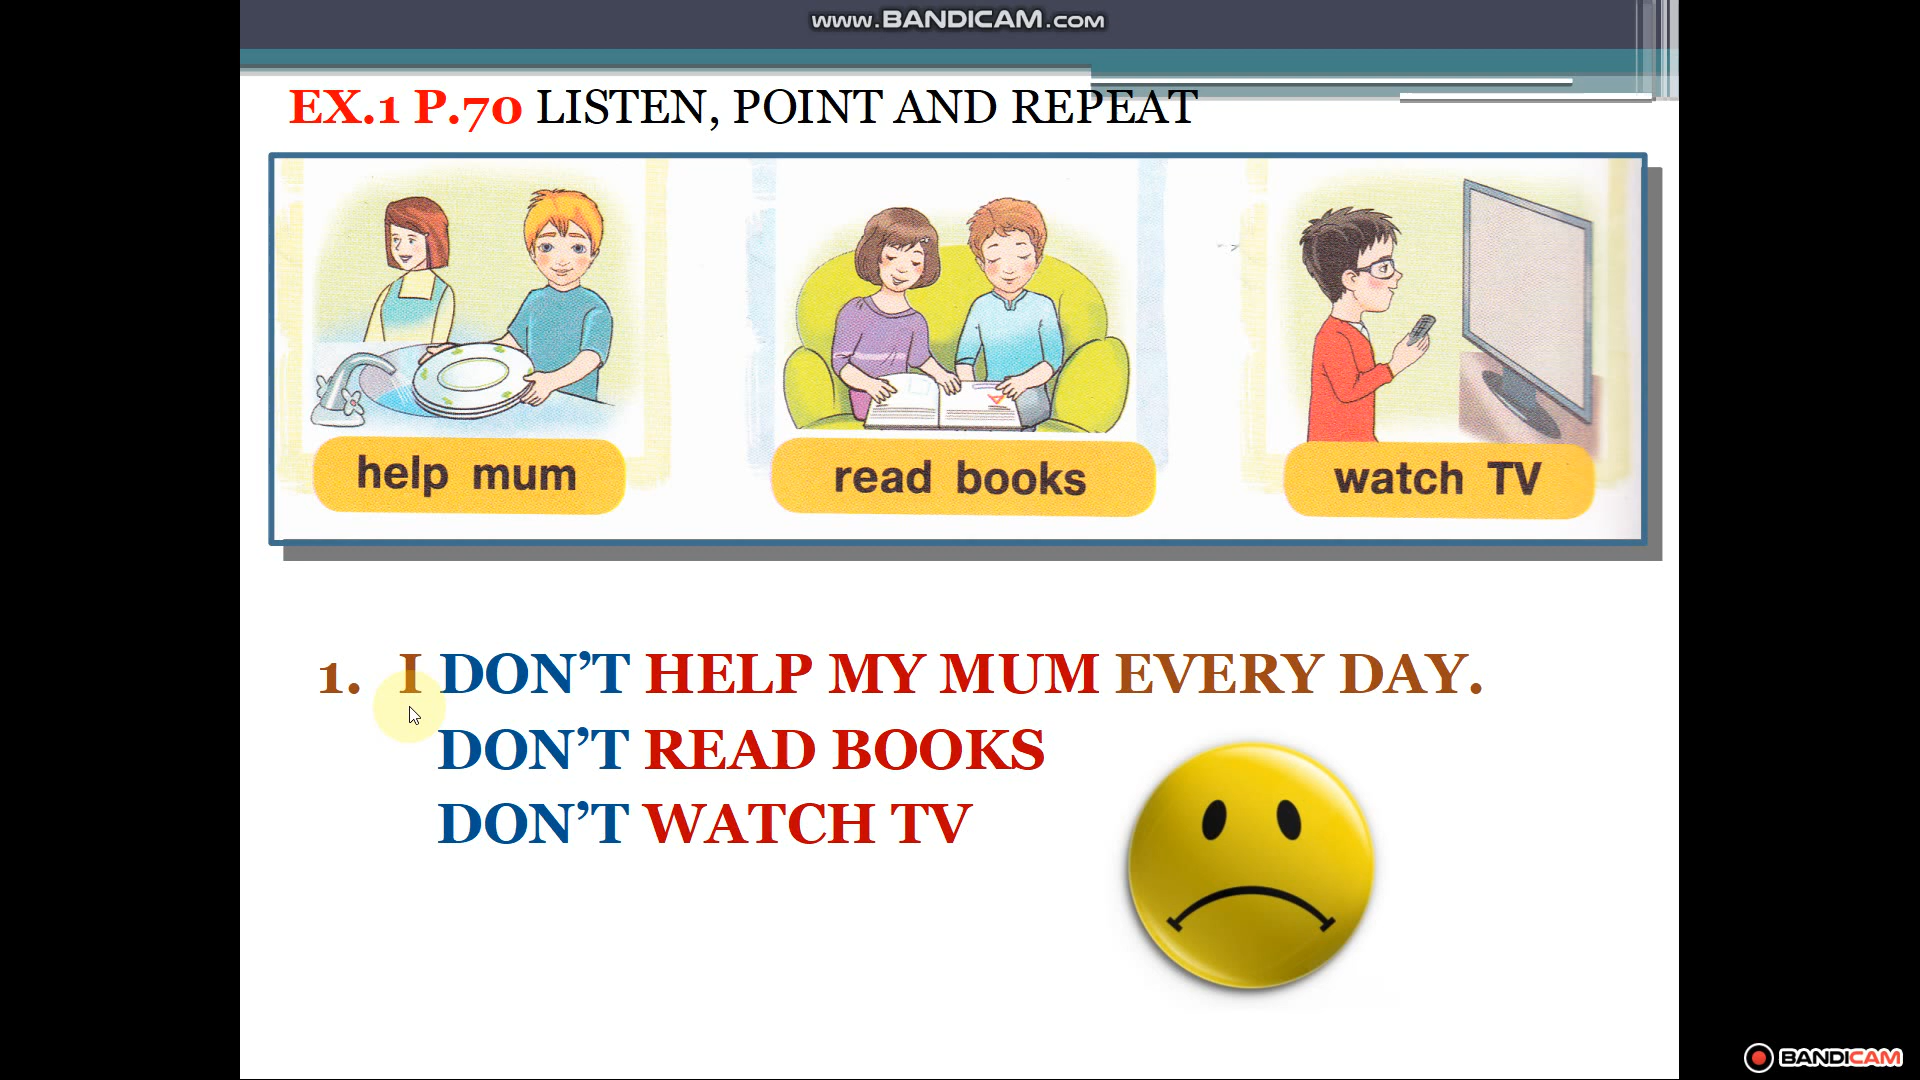 www.BANDICAM.com
EX.1 P.70 LISTEN, POINT AND REPEAT
help mum
read books
watch TV
1. I DON'T HELP MY MUM EVERY DAY.
DON'T READ BOOKS
DON'T WATCH TV
BANDICAM